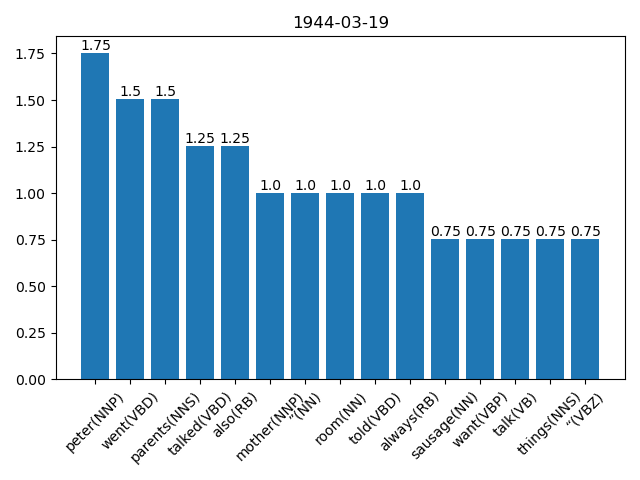 1944-03-19
1.75
1.5
1.5
1.25
1.25
1.0
1.0
1.0
1.0
1.0
0.75
0.75
0.75
0.75
0.75
1.75
1.50
1.25
1.00
0.75
0.50
0.25
0.00
peter(NNP)
went(VBD)
parents(NNS)
talked(VBD)
also(RB)
mother(NNP)
“(NN)
room(NN)
told(VBD)
always(RB)
sausage(NN)
want(VBP)
talk(VB)
things(NNS)
“(VBZ)